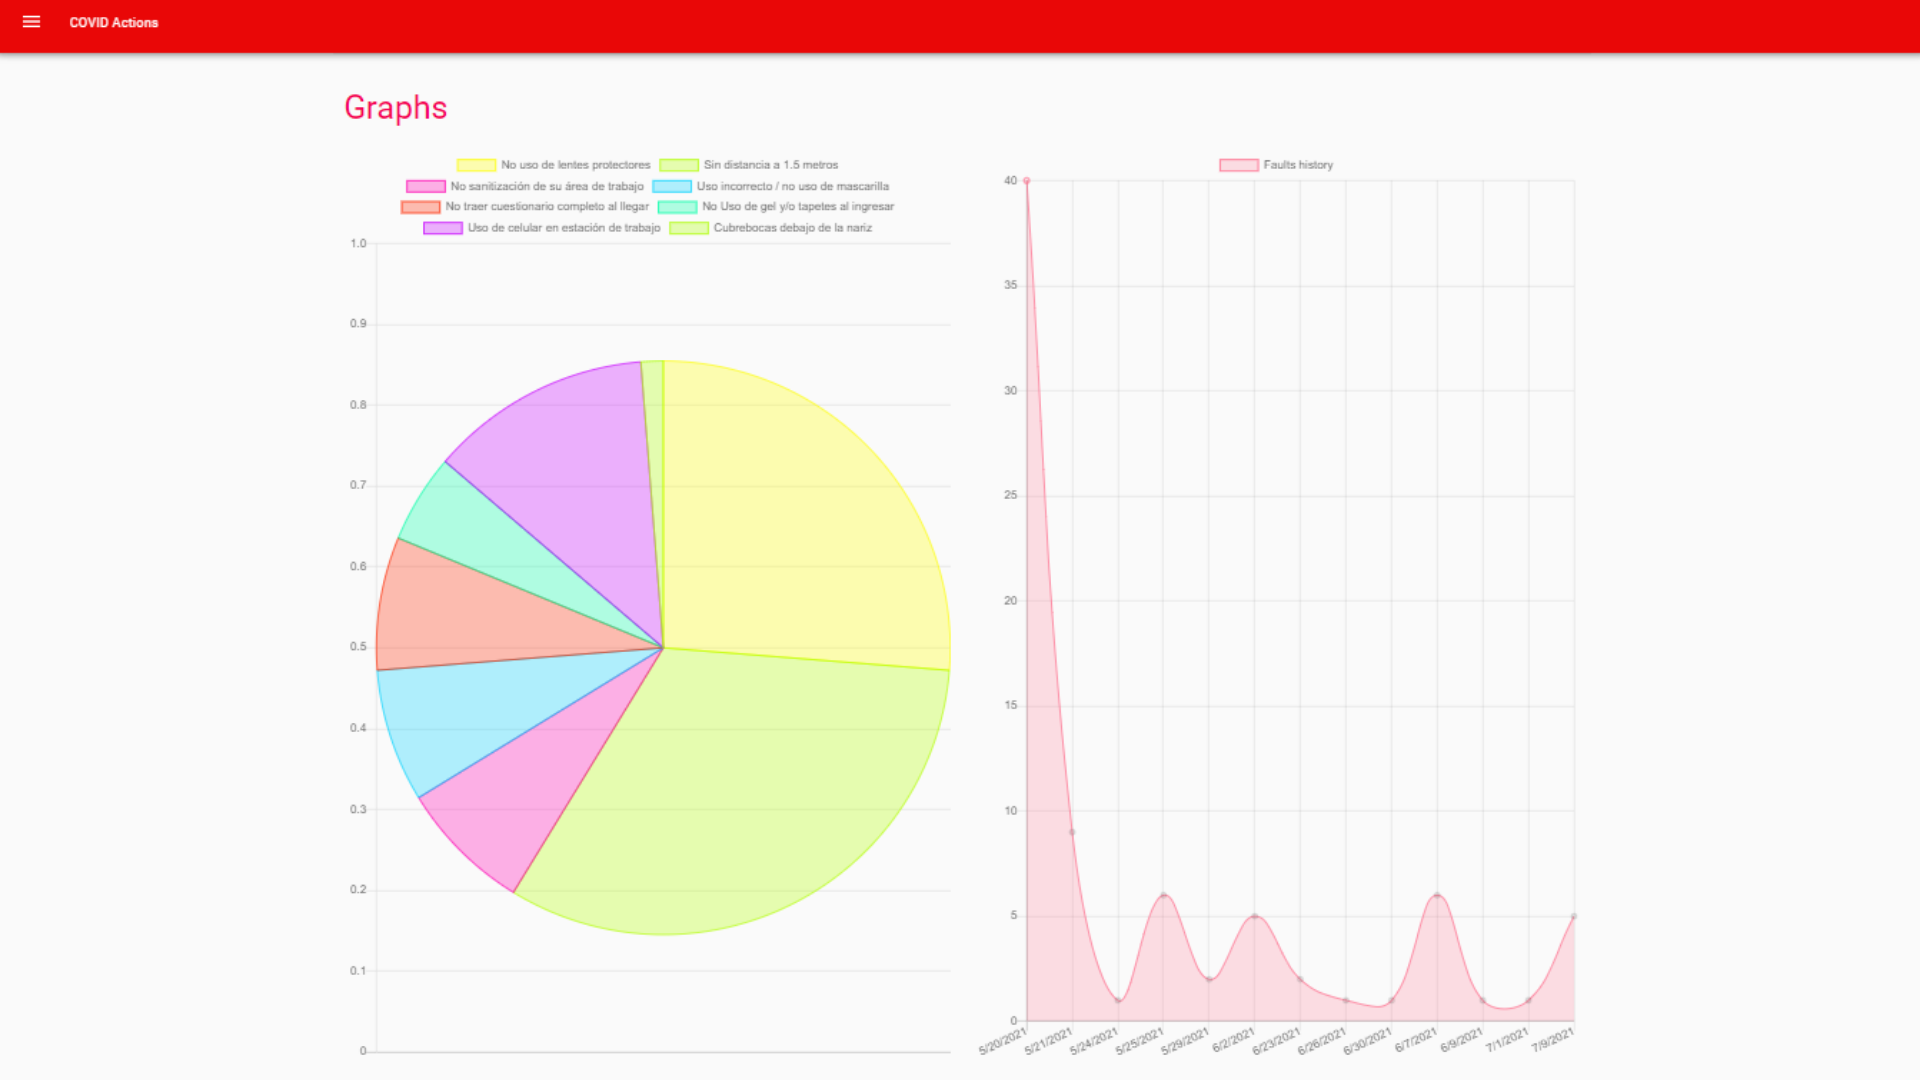 COVID Actions
Graphs
No uso de lentes protectores Sin distancia a 1.5 metros
No sanitización de su área de trabajo Uso incorrecto / no uso de mascarilla
No traer cuestionario completo al llegar No Uso de gel y/o tapetes al ingresar
Uso de celular en estación de trabajo Cubrebocas debajo de la nariz
1.0
0.9
0.8
0.7
0.6
0.5
0.4
0.3
0.2
0.1
0
Faults history
40
35
30
25
20
15
10
5
0
5/20/2021 5/21/2021 5/24/2021 5/25/2021 5/29/2021 6/2/2021 6/23/2021 6/26/2021 6/30/2021 6/7/2021 6/9/2021 7/1/2021 7/9/2021